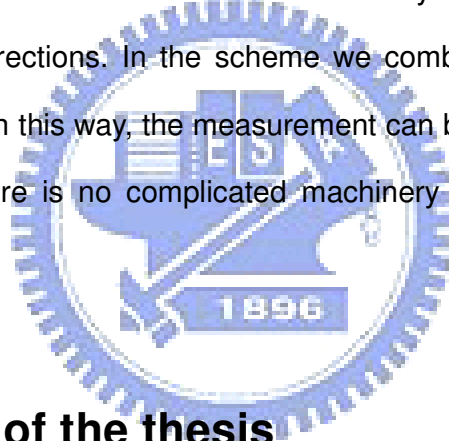 rections. In the scheme we comb
n this way, the measurement can b
re is no complicated machinery
E S
1896
of the thesis